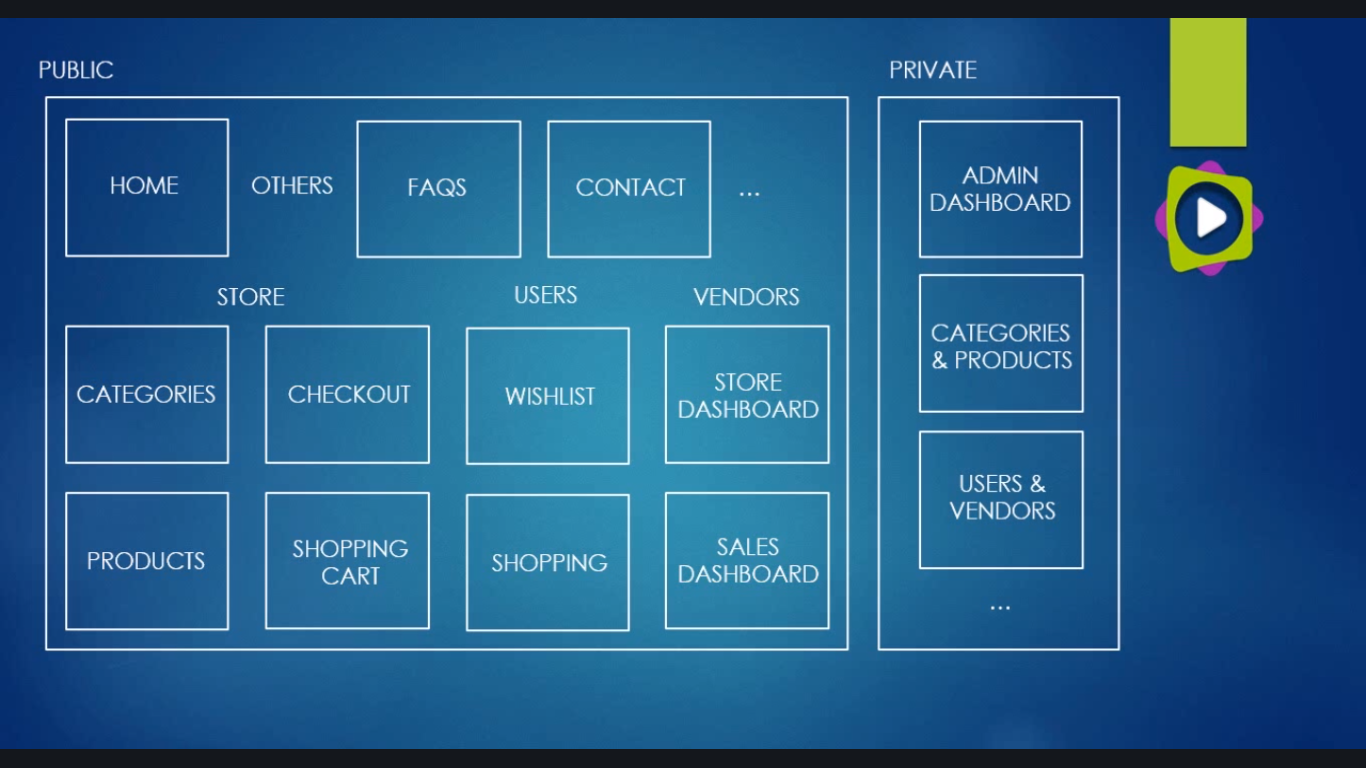 PUBLIC
PRIVATE
HOME
OTHERS
FAQS
CONTACT
...
STORE
USERS
VENDORS
CATEGORIES
CHECKOUT
WISHLIST
STORE
DASHBOARD
PRODUCTS
SHOPPING
CART
SHOPPING
SALES
DASHBOARD
ADMIN
DASHBOARD
CATEGORIES
& PRODUCTS
USERS &
VENDORS
...